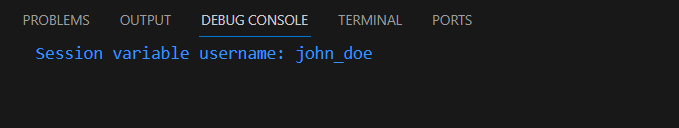 PROBLEMS OUTPUT DEBUG CONSOLE TERMINAL PORTS
Session variable username: john_doe